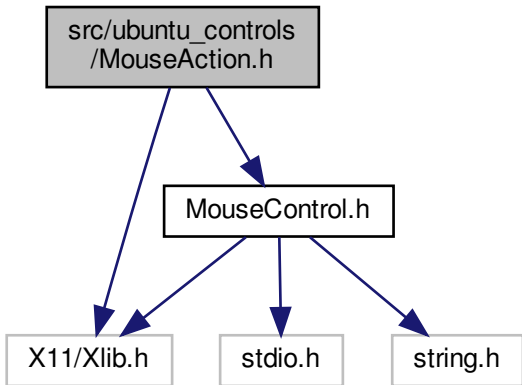 src/ubuntu_controls
/MouseAction.h
MouseControl.h
X11/Xlib.h
stdio.h
string.h